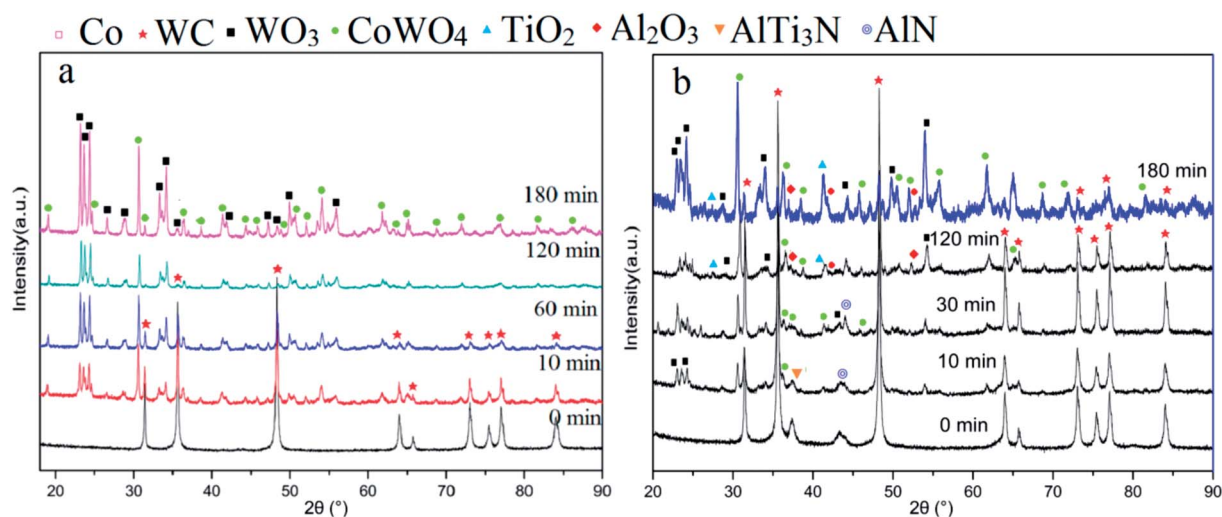 Co WC WO₃ CoWO₄ TiO₂ Al₂O₃ AlTi₃N AlN
a
180 min
120 min
60 min
10 min
0 min
Intensity(a.u.)
20 30 40 50 60 70 80 90
2θ (°)
b
180 min
120 min
30 min
10 min
0 min
Intensity(a.u.)
20 30 40 50 60 70 80 90
2θ (°)